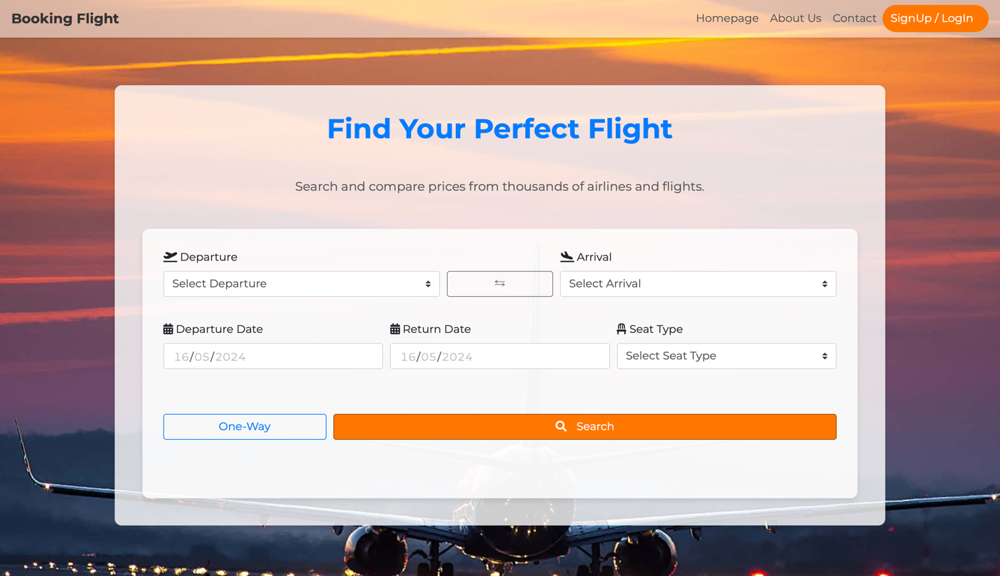 Booking Flight
Homepage About Us Contact SignUp / LogIn
Find Your Perfect Flight
Search and compare prices from thousands of airlines and flights.
Departure Arrival
Select Departure ⇆ Select Arrival
Departure Date Return Date Seat Type
16/05/2024 16/05/2024 Select Seat Type
One-Way Search